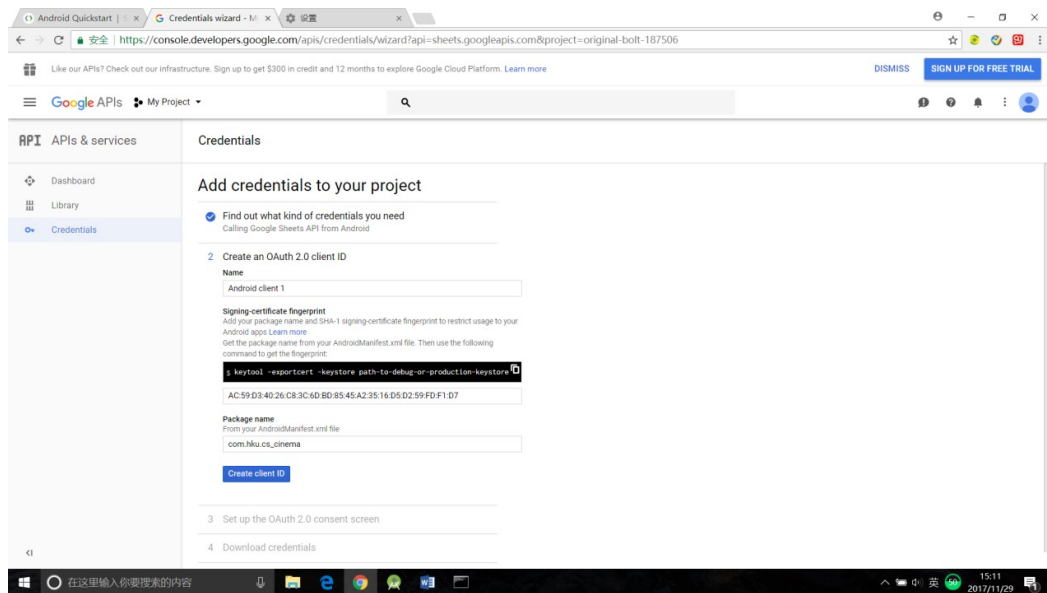 Android Quickstart | S
Credentials wizard - M
设置
安全 | https://console.developers.google.com/apis/credentials/wizard?api=sheets.googleapis.com&project=original-bolt-187506
Like our APIs? Check out our infrastructure. Sign up to get $300 in credit and 12 months to explore Google Cloud Platform. Learn more
DISMISS
SIGN UP FOR FREE TRIAL
Google APIs
My Project
API APIs & services
Credentials
Dashboard
Library
Credentials
Add credentials to your project
Find out what kind of credentials you need
Calling Google Sheets API from Android
2 Create an OAuth 2.0 client ID
Name
Android client 1
Signing-certificate fingerprint
Add your package name and SHA-1 signing-certificate fingerprint to restrict usage to your
Android apps Learn more
Get the package name from your AndroidManifest.xml file. Then use the following
command to get the fingerprint:
$ keytool -exportcert -keystore path-to-debug-or-production-keystore
AC:59:D3:40:26:C8:3C:6D:BD:85:45:A2:35:16:D5:D2:59:FD:F1:D7
Package name
From your AndroidManifest.xml file
com.hku.cs_cinema
Create client ID
3 Set up the OAuth 2.0 consent screen
4 Download credentials
在这里输入你要搜索的内容
英
50
15:11
2017/11/29